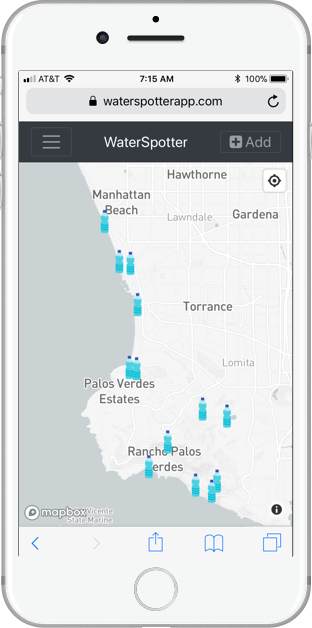 AT&T
7:15 AM
100%
waterspotterapp.com
WaterSpotter
Add
Hawthorne
Manhattan
Beach
Lawndale
Gardena
Torrance
Lomita
Palos Verdes
Estates
Rancho Palos
Verdes
mapbox
Vicente
State Marine
i